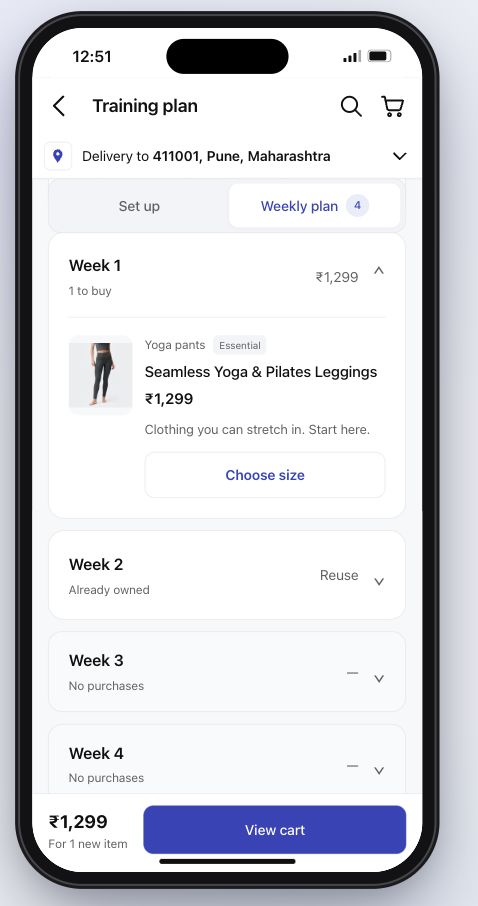 12:51
Training plan
Delivery to 411001, Pune, Maharashtra
Set up
Weekly plan 4
Week 1
1 to buy
₹1,299
Yoga pants Essential
Seamless Yoga & Pilates Leggings
₹1,299
Clothing you can stretch in. Start here.
Choose size
Week 2
Already owned
Reuse
Week 3
No purchases
—
Week 4
No purchases
—
₹1,299
For 1 new item
View cart